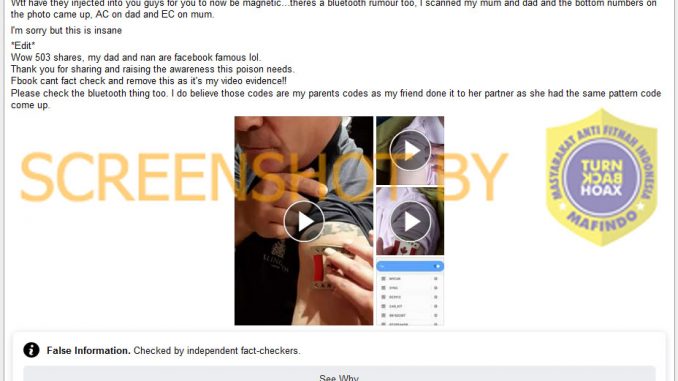 Wtf have they injected into you guys for you to now be magnetic...theres a bluetooth rumour too, I scanned my mum and dad and the bottom numbers on
the photo came up, AC on dad and EC on mum.
I'm sorry but this is insane
*Edit*
Wow 503 shares, my dad and nan are facebook famous lol.
Thank you for sharing and raising the awareness this poison needs.
Fbook cant fact check and remove this as it's my video evidence!!
Please check the bluetooth thing too. I do believe those codes are my parents codes as my friend done it to her partner as she had the same pattern code
come up.
SCREENSHOT BY
MASYARAKAT ANTI FITNAH INDONESIA
TURN
BACK
HOAX
MAFINDO
False Information. Checked by independent fact-checkers.
See Why